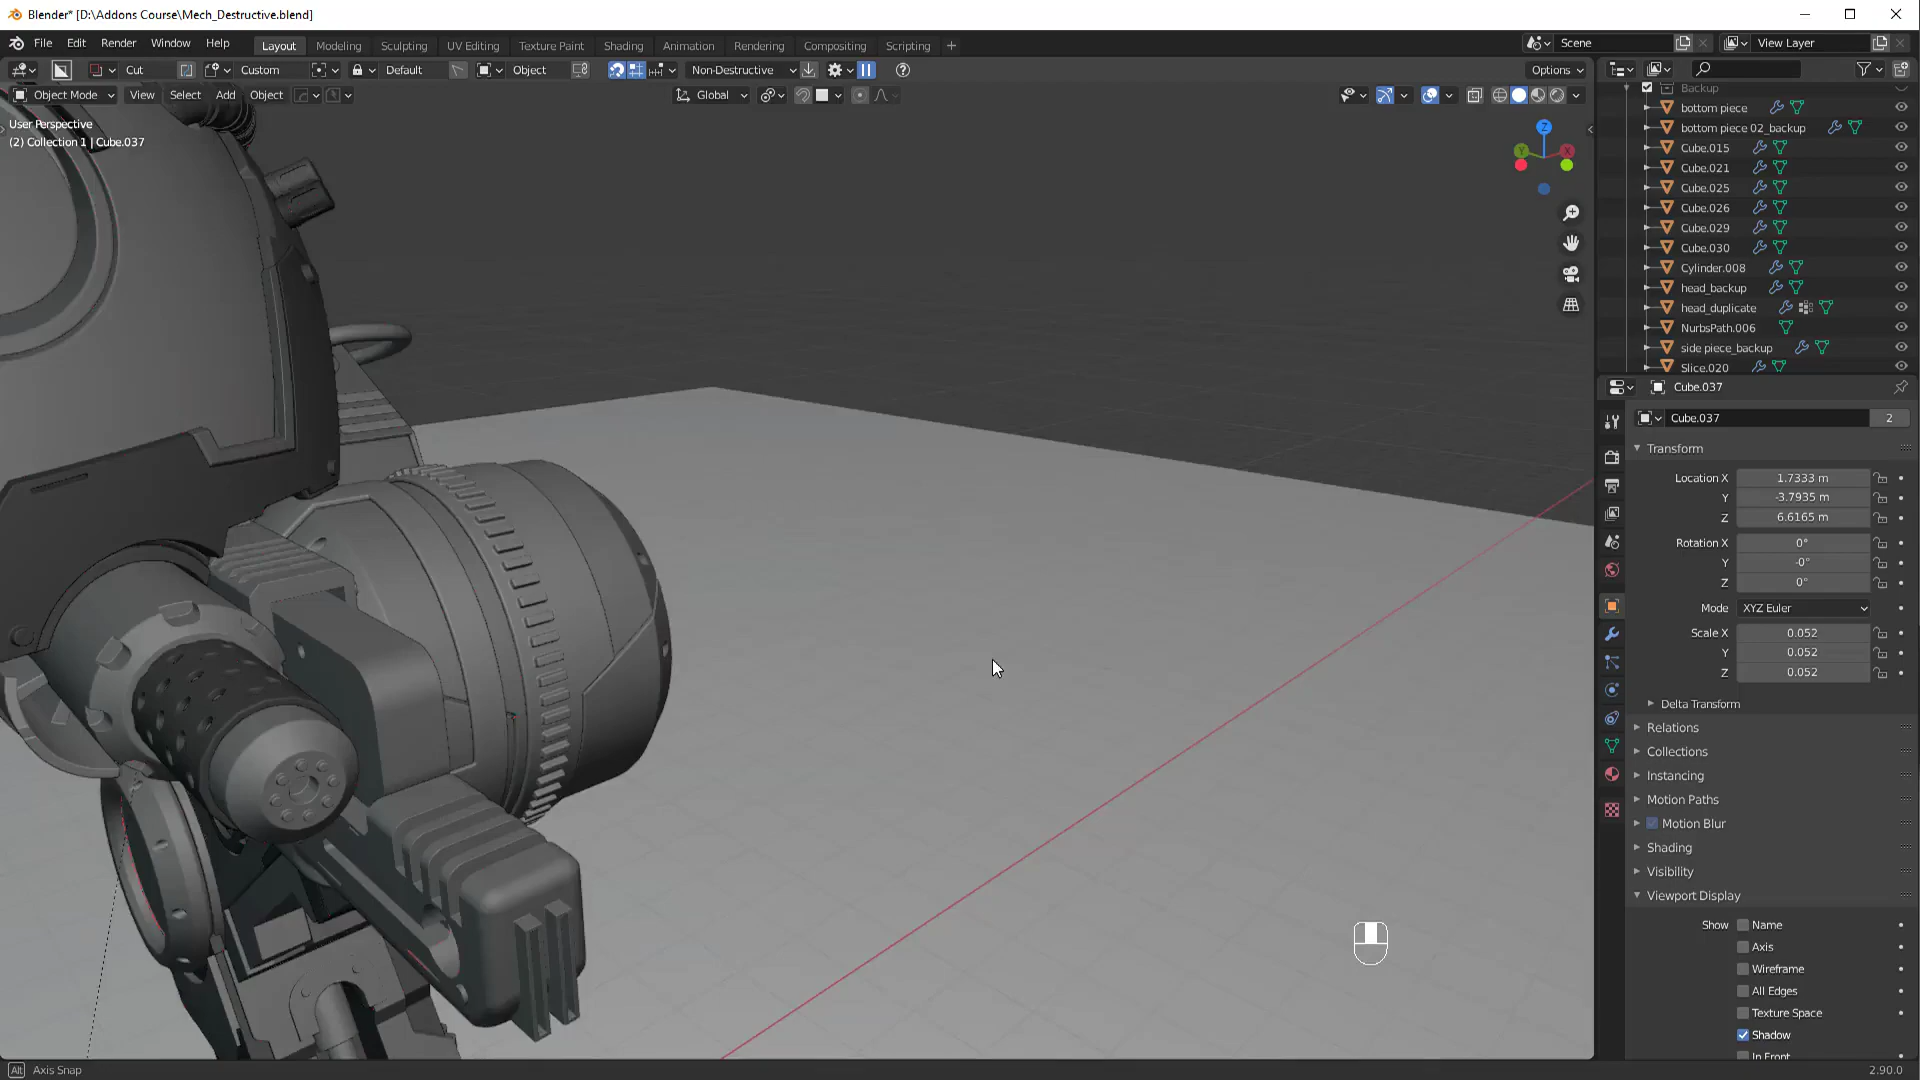 Blender* [D:\Addons Course\Mech_Destructive.blend]
File Edit Render Window Help Layout Modeling Sculpting UV Editing Texture Paint Shading Animation Rendering Compositing Scripting + Scene View Layer
Cut Custom Default Object Non-Destructive Options
Object Mode View Select Add Object Global
User Perspective
(2) Collection 1 | Cube.037
Z
Y
X
Backup
bottom piece
bottom piece 02_backup
Cube.015
Cube.021
Cube.025
Cube.026
Cube.029
Cube.030
Cylinder.008
head_backup
head_duplicate
NurbsPath.006
side piece_backup
Slice.020
Cube.037
Cube.037 2
Transform
Location X 1.7333 m
Y -3.7935 m
Z 6.6165 m
Rotation X 0°
Y -0°
Z 0°
Mode XYZ Euler
Scale X 0.052
Y 0.052
Z 0.052
Delta Transform
Relations
Collections
Instancing
Motion Paths
Motion Blur
Shading
Visibility
Viewport Display
Show Name
Axis
Wireframe
All Edges
Texture Space
Shadow
In Front
Alt Axis Snap
2.90.0